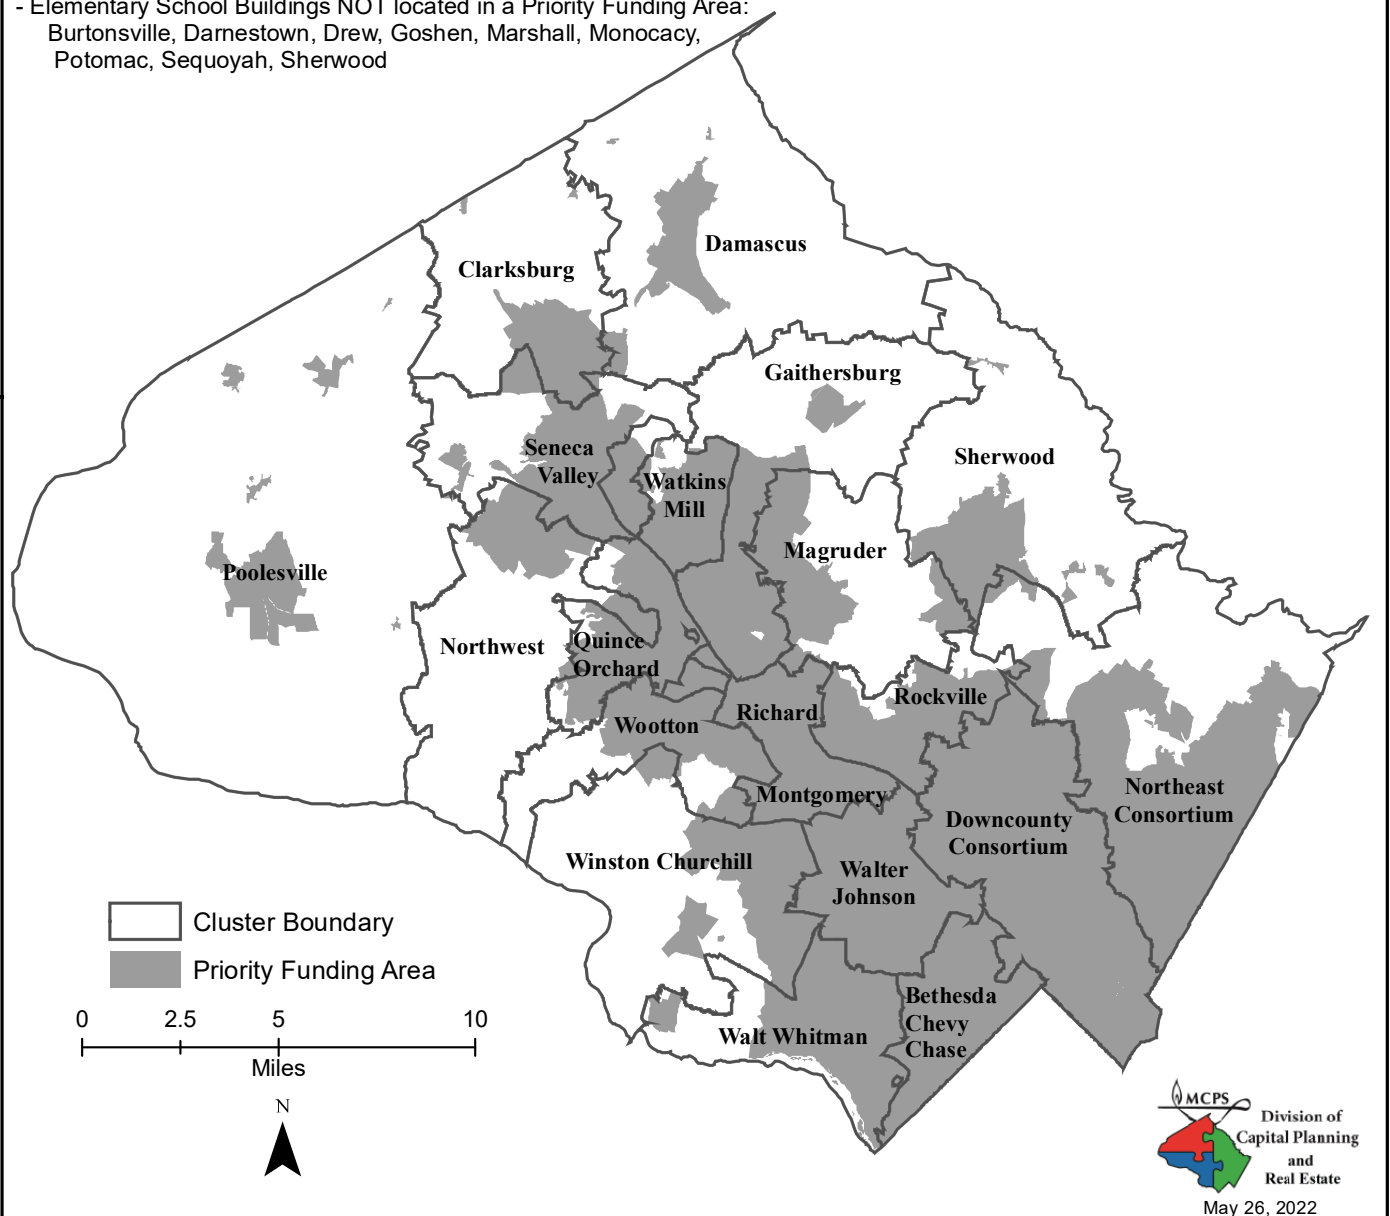 - Elementary School Buildings NOT located in a Priority Funding Area:
Burtonsville, Darnestown, Drew, Goshen, Marshall, Monocacy,
Potomac, Sequoyah, Sherwood
Damascus
Clarksburg
Gaithersburg
Seneca
Valley
Sherwood
Watkins
Mill
Magruder
Poolesville
Northwest
Quince
Orchard
Rockville
Richard
Montgomery
Wootton
Northeast
Consortium
Downcounty
Consortium
Winston Churchill
Walter
Johnson
Cluster Boundary
Priority Funding Area
Bethesda
Chevy
Chase
Walt Whitman
0 2.5 5 10
Miles
N
MCPS
Division of
Capital Planning
and
Real Estate
May 26, 2022